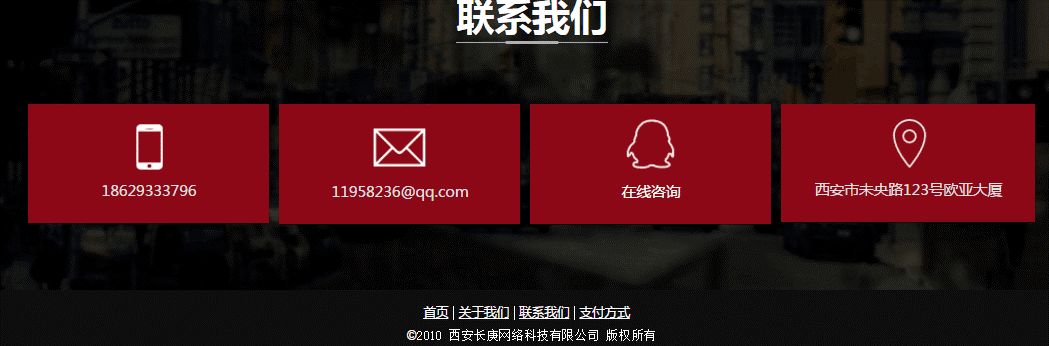 联系我们
18629333796
11958236@qq.com
在线咨询
西安市未央路123号欧亚大厦
首页 | 关于我们 | 联系我们 | 支付方式
©2010 西安长庚网络科技有限公司 版权所有